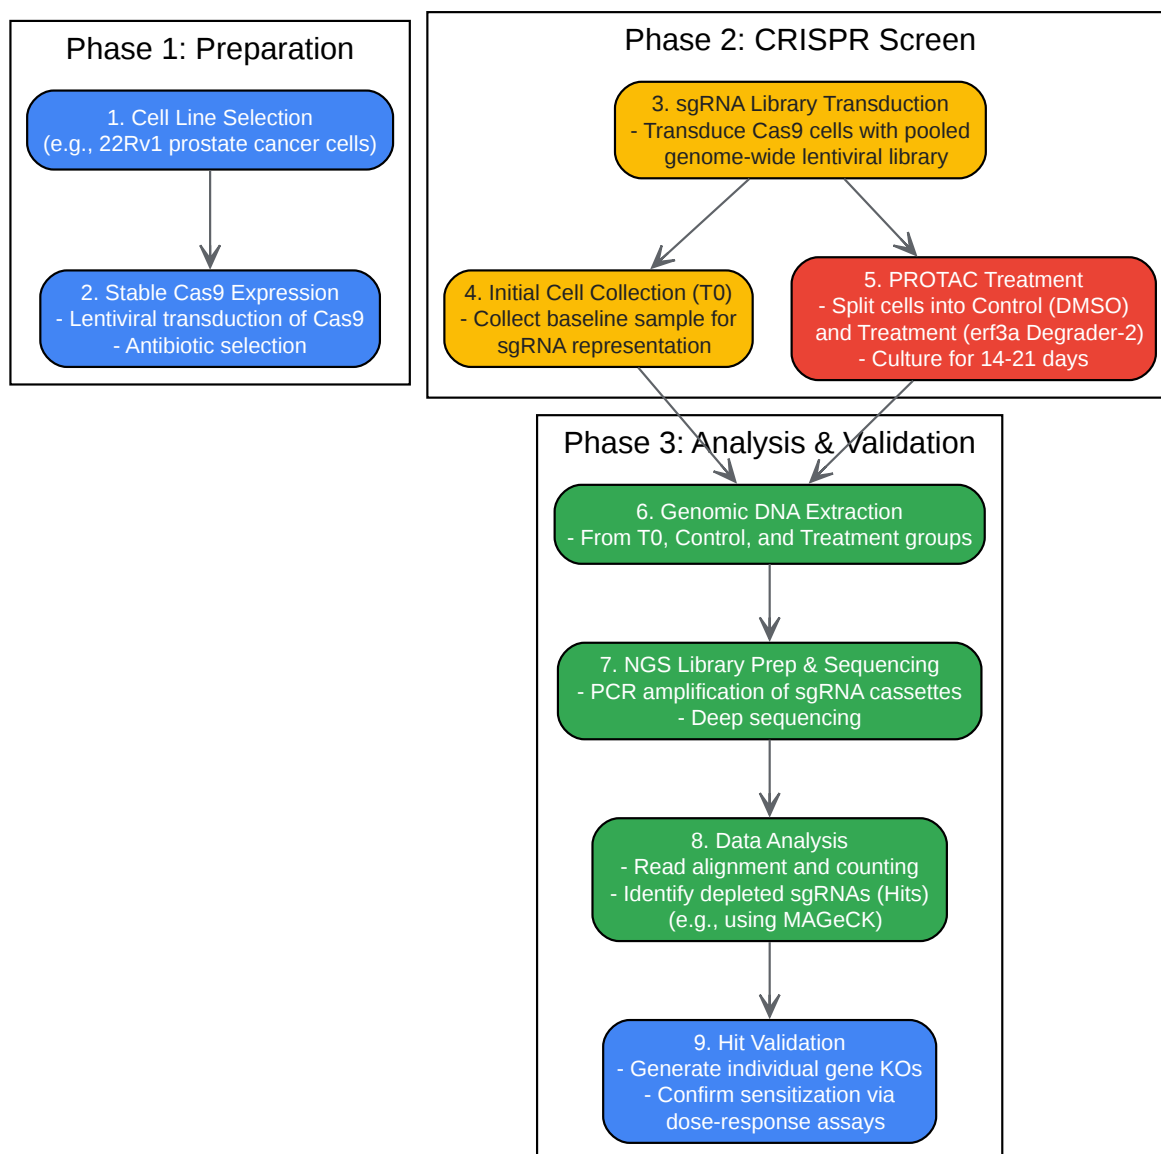 Phase 1: Preparation
1. Cell Line Selection
(e.g., 22Rv1 prostate cancer cells)
2. Stable Cas9 Expression
- Lentiviral transduction of Cas9
- Antibiotic selection
Phase 2: CRISPR Screen
3. sgRNA Library Transduction
- Transduce Cas9 cells with pooled
genome-wide lentiviral library
4. Initial Cell Collection (T0)
- Collect baseline sample for
sgRNA representation
5. PROTAC Treatment
- Split cells into Control (DMSO)
and Treatment (erf3a Degrader-2)
- Culture for 14-21 days
Phase 3: Analysis & Validation
6. Genomic DNA Extraction
- From T0, Control, and Treatment groups
7. NGS Library Prep & Sequencing
- PCR amplification of sgRNA cassettes
- Deep sequencing
8. Data Analysis
- Read alignment and counting
- Identify depleted sgRNAs (Hits)
(e.g., using MAGeCK)
9. Hit Validation
- Generate individual gene KOs
- Confirm sensitization via
dose-response assays